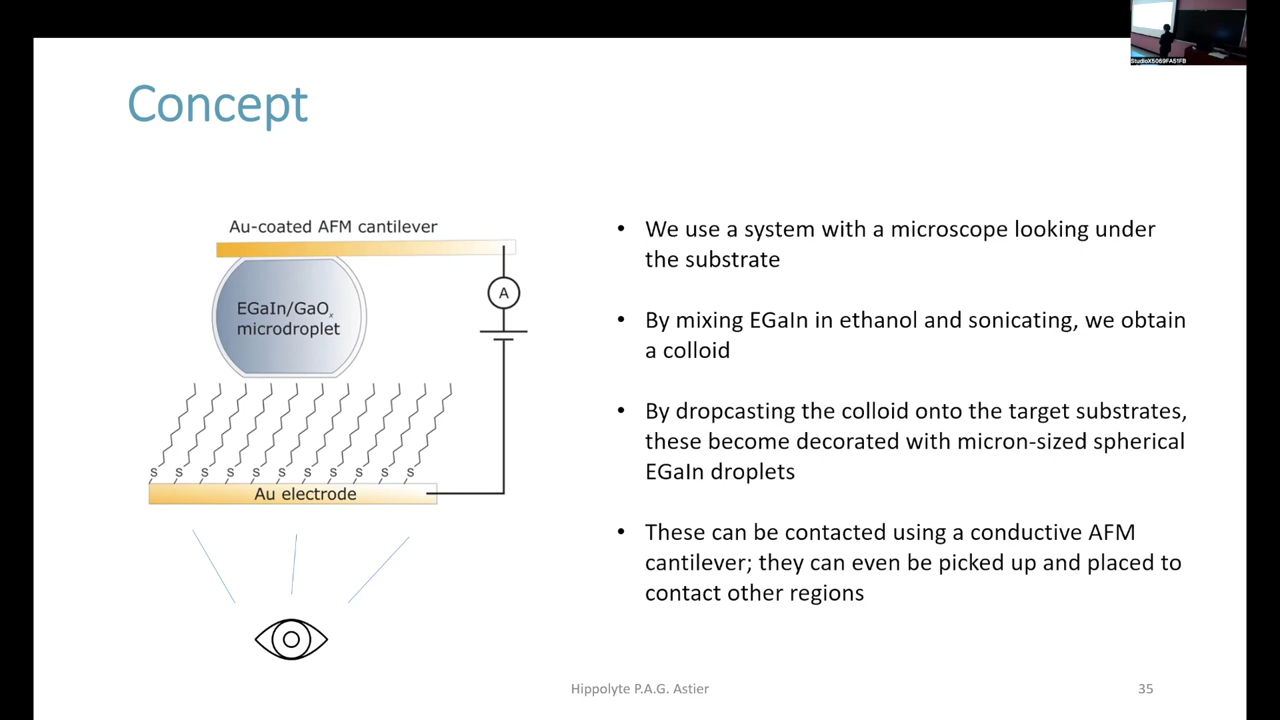 StudioX5069FA51FB
Concept
Au-coated AFM cantilever
A
EGaIn/GaOₓ
microdroplet
S S S S S S S S S S S
Au electrode
• We use a system with a microscope looking under
the substrate
• By mixing EGaIn in ethanol and sonicating, we obtain
a colloid
• By dropcasting the colloid onto the target substrates,
these become decorated with micron-sized spherical
EGaIn droplets
• These can be contacted using a conductive AFM
cantilever; they can even be picked up and placed to
contact other regions
Hippolyte P.A.G. Astier
35